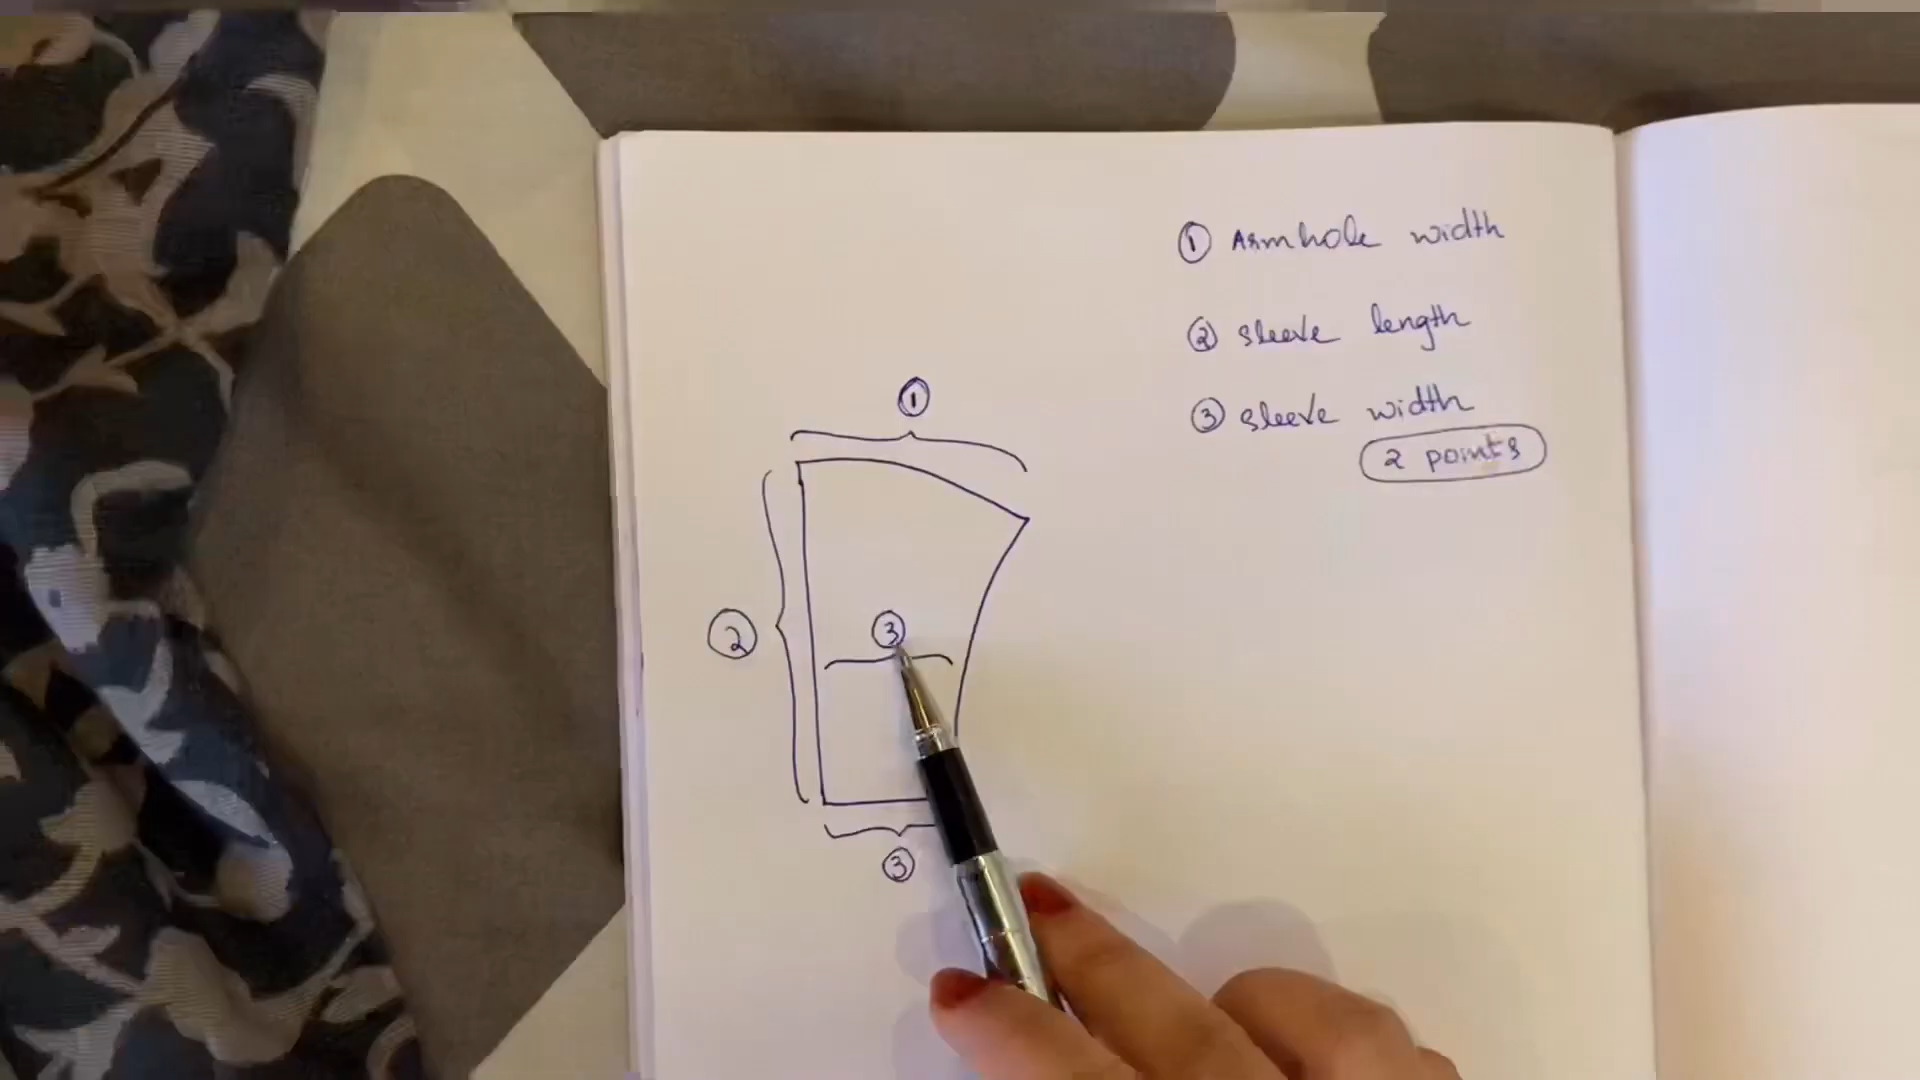 ① Armhole width
② sleeve length
③ sleeve width
2 points
①
②
③
③